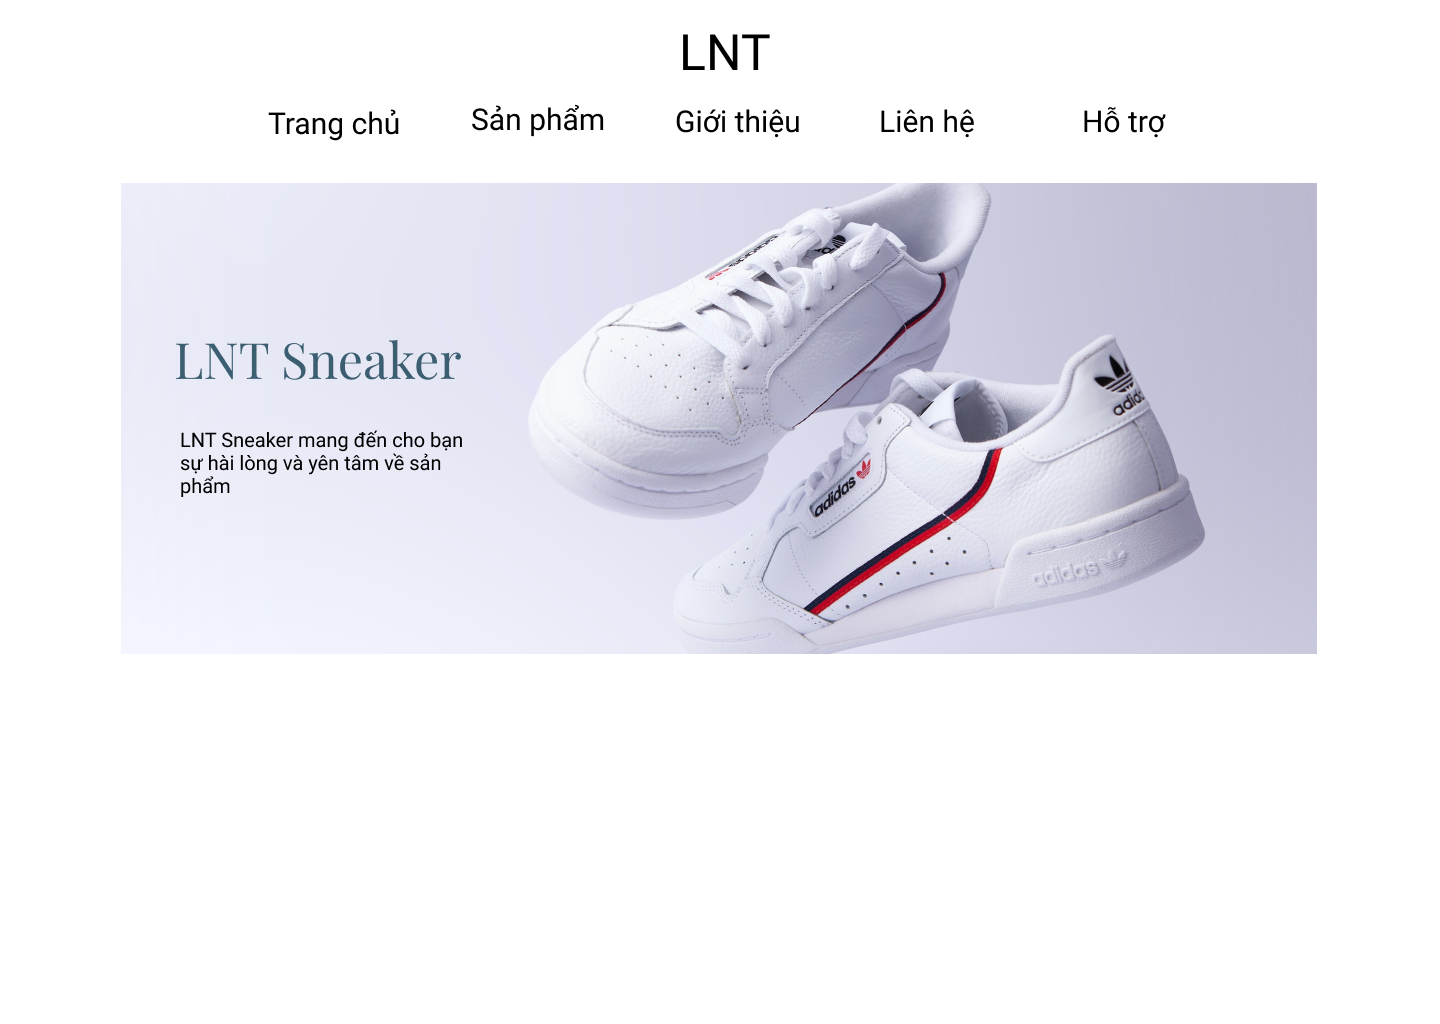 LNT
Trang chủ Sản phẩm Giới thiệu Liên hệ Hỗ trợ
LNT Sneaker
LNT Sneaker mang đến cho bạn
sự hài lòng và yên tâm về sản
phẩm
adidas
adidas
adidas